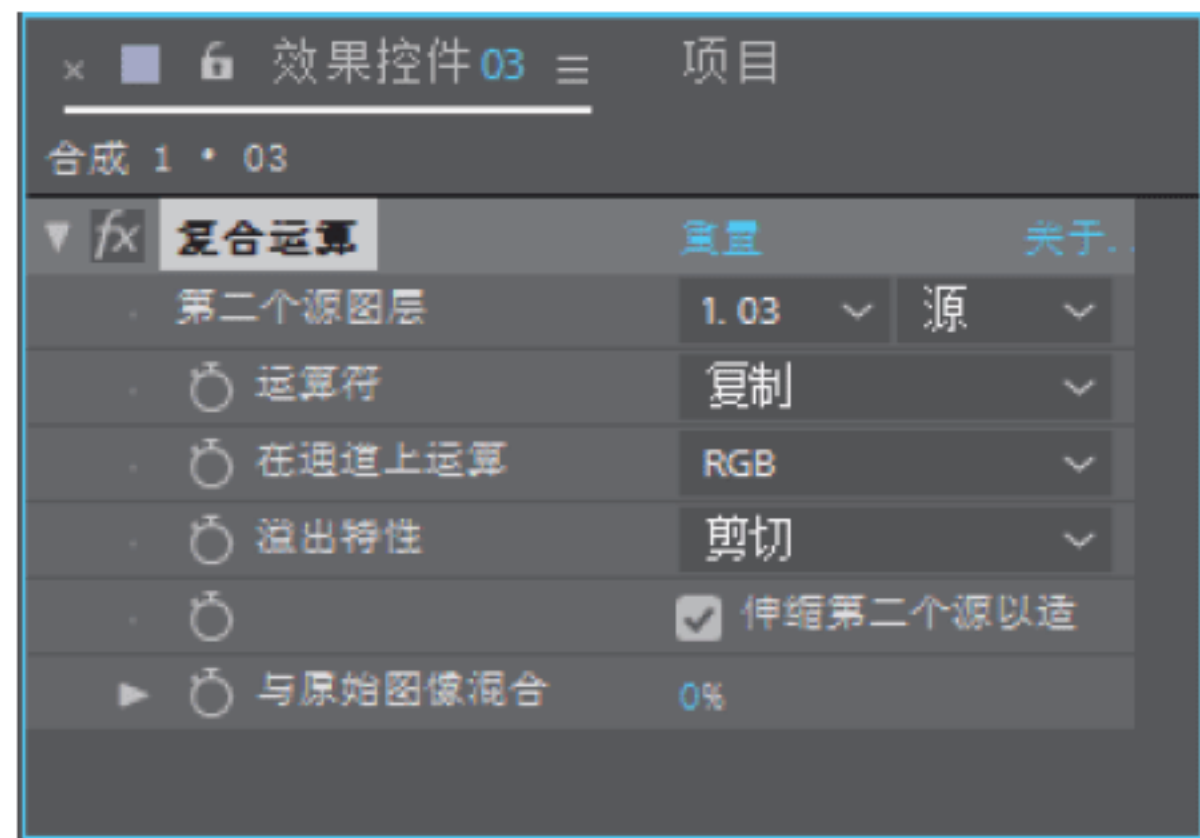 效果控件 03 项目
合成 1 • 03
fx 复合运算 重置 关于..
第二个源图层 1. 03 源
运算符 复制
在通道上运算 RGB
溢出特性 剪切
伸缩第二个源以适
与原始图像混合 0%